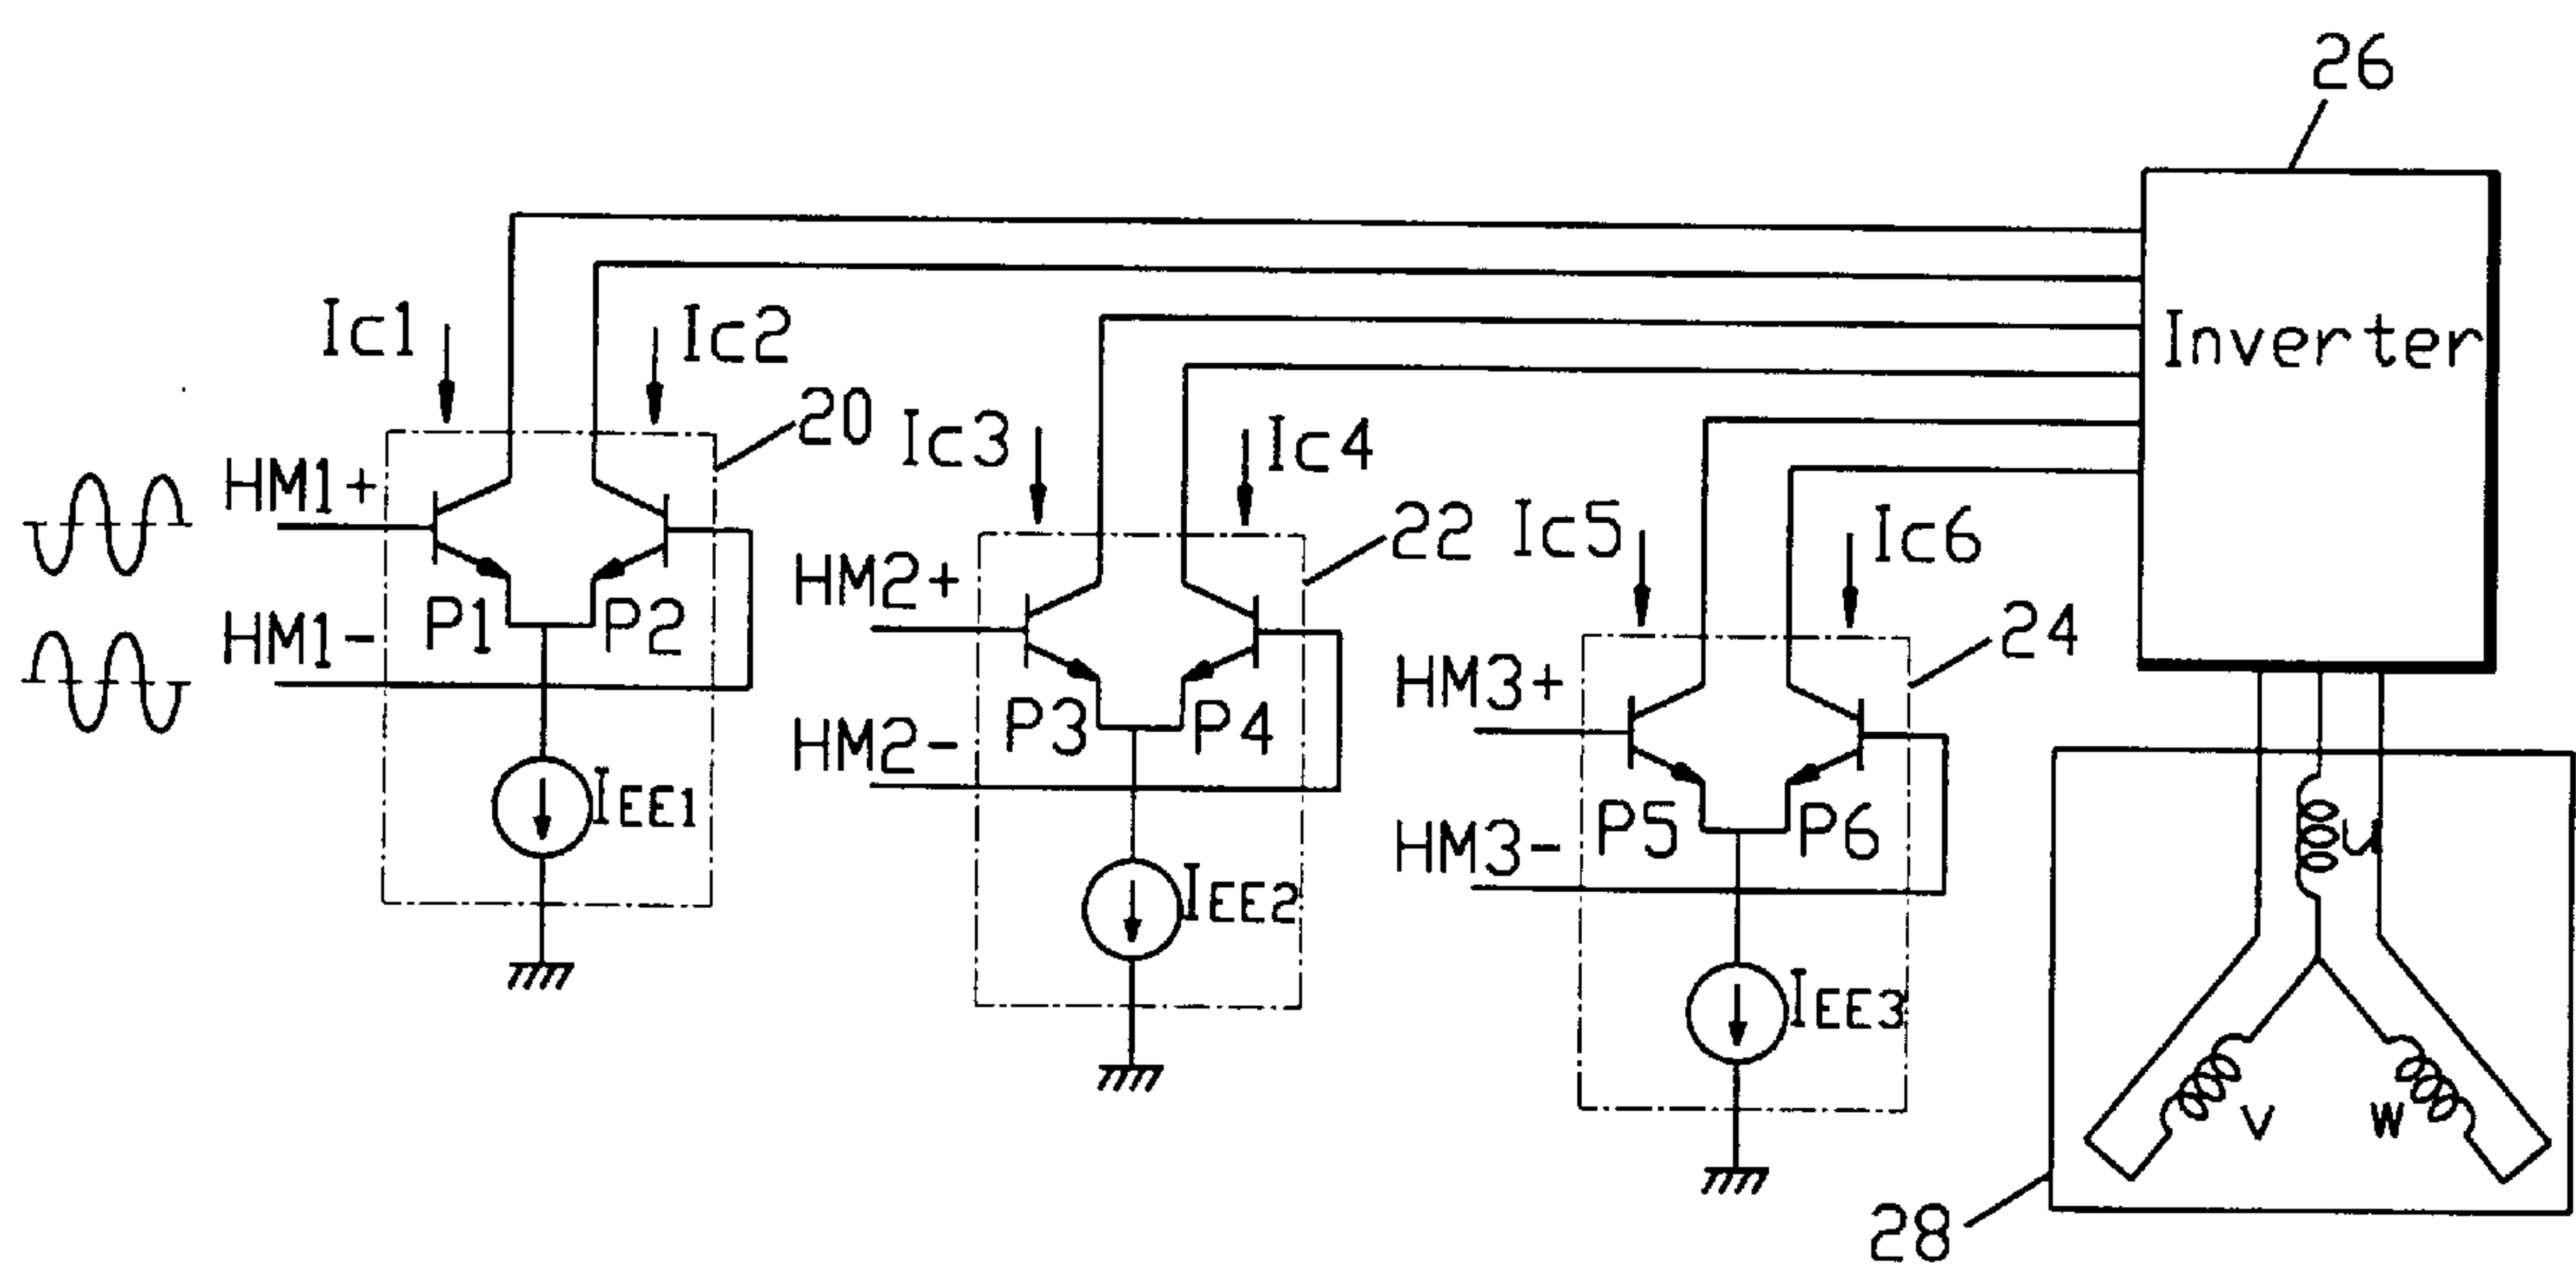 26
Inverter
Ic1
Ic2
20
HM1+
HM1-
P1
P2
IEE1
Ic3
Ic4
22
HM2+
HM2-
P3
P4
IEE2
Ic5
Ic6
24
HM3+
HM3-
P5
P6
IEE3
U
V
W
28